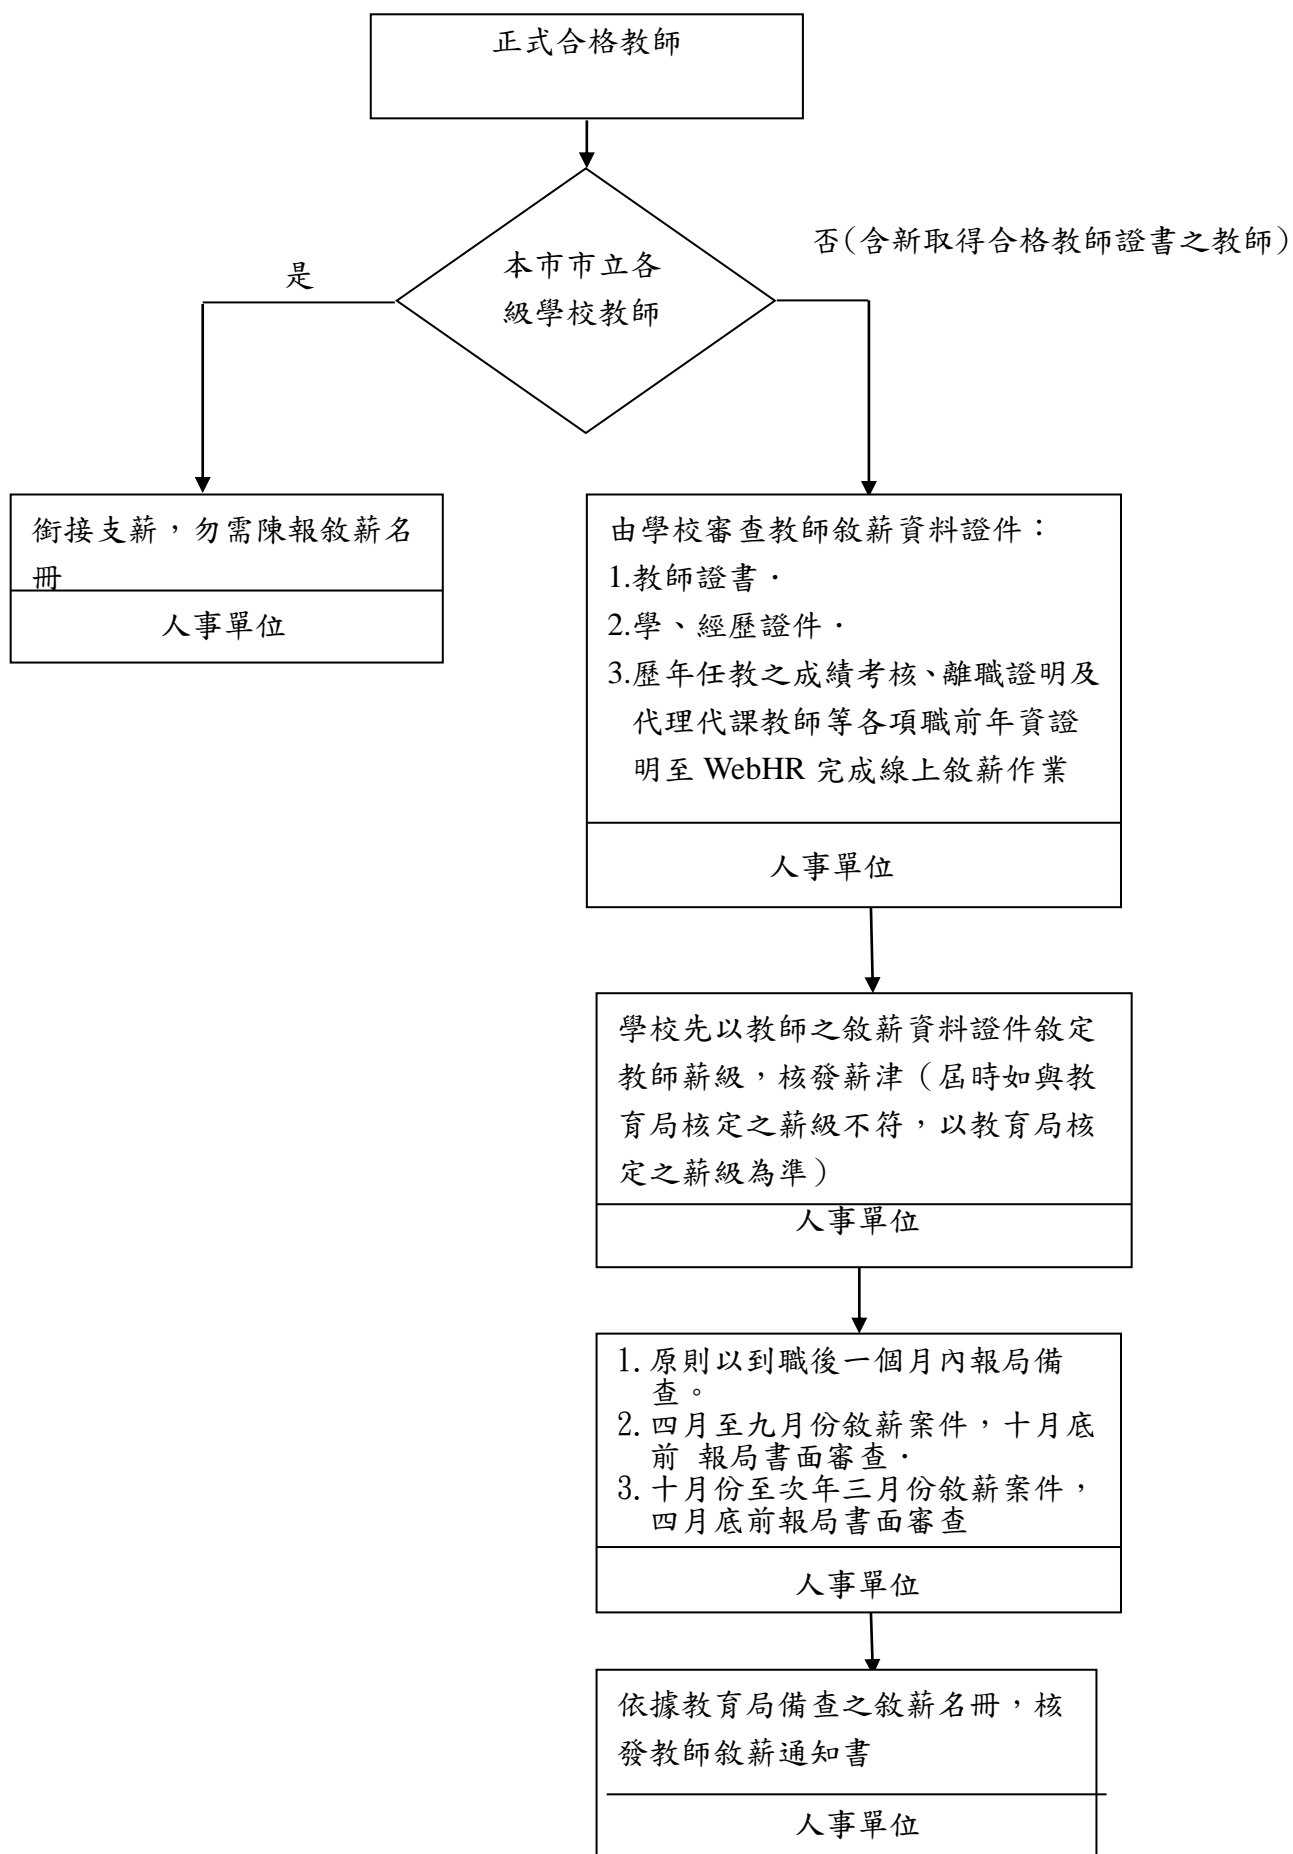 正式合格教師
否(含新取得合格教師證書之教師)
是
本市市立各
級學校教師
銜接支薪，勿需陳報敘薪名
冊
人事單位
由學校審查教師敘薪資料證件：
1.教師證書．
2.學、經歷證件．
3.歷年任教之成績考核、離職證明及
代理代課教師等各項職前年資證
明至 WebHR 完成線上敘薪作業
人事單位
學校先以教師之敘薪資料證件敘定
教師薪級，核發薪津（屆時如與教
育局核定之薪級不符，以教育局核
定之薪級為準）
人事單位
1. 原則以到職後一個月內報局備
查。
2. 四月至九月份敘薪案件，十月底
前 報局書面審查．
3. 十月份至次年三月份敘薪案件，
四月底前報局書面審查
人事單位
依據教育局備查之敘薪名冊，核
發教師敘薪通知書
人事單位